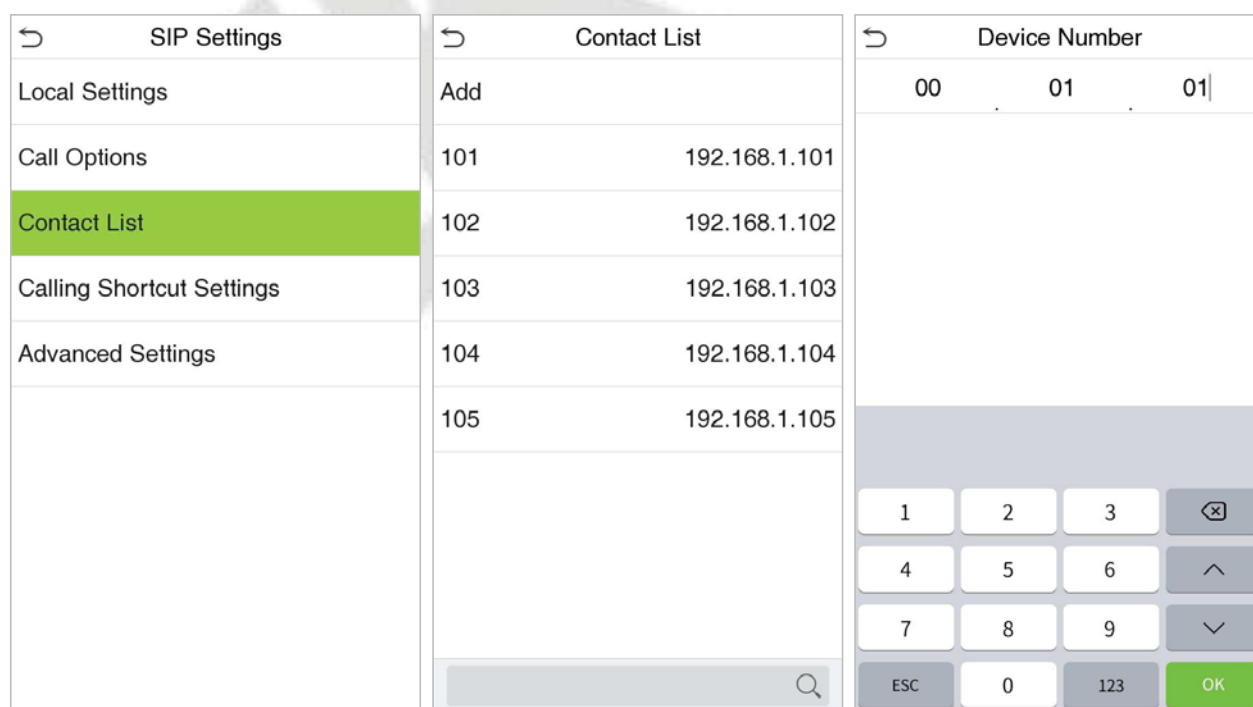 SIP Settings
Local Settings
Call Options
Contact List
Calling Shortcut Settings
Advanced Settings
Contact List
Add
101 192.168.1.101
102 192.168.1.102
103 192.168.1.103
104 192.168.1.104
105 192.168.1.105
Device Number
00 . 01 . 01
1 2 3
4 5 6
7 8 9
ESC 0 123 OK